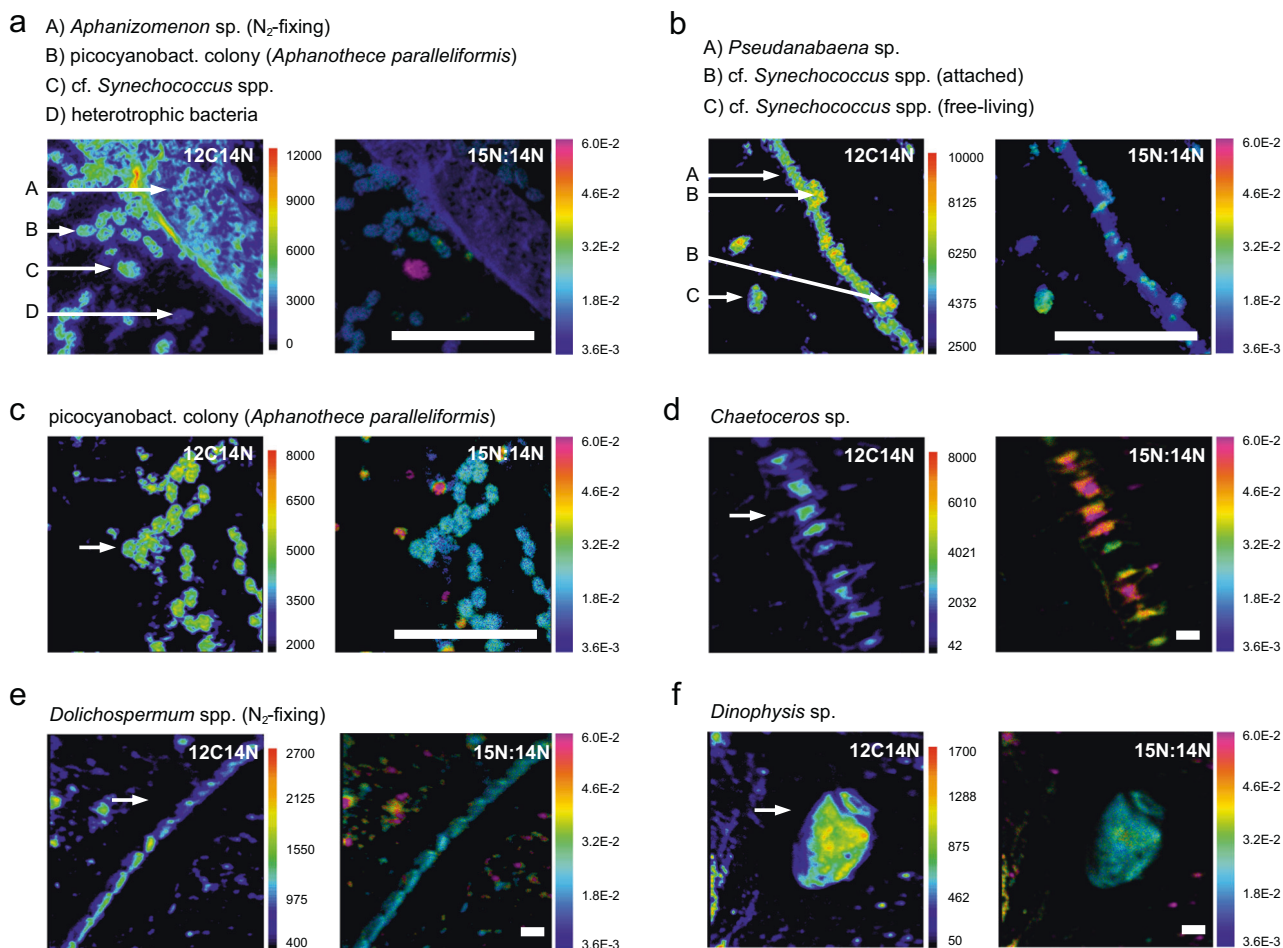 a
A) Aphanizomenon sp. (N₂-fixing)
B) picocyanobact. colony (Aphanothece paralleliformis)
C) cf. Synechococcus spp.
D) heterotrophic bacteria
12C14N
A
B
C
D
12000
9000
6000
3000
0
15N:14N
6.0E-2
4.6E-2
3.2E-2
1.8E-2
3.6E-3
b
A) Pseudanabaena sp.
B) cf. Synechococcus spp. (attached)
C) cf. Synechococcus spp. (free-living)
12C14N
A
B
B
C
10000
8125
6250
4375
2500
15N:14N
6.0E-2
4.6E-2
3.2E-2
1.8E-2
3.6E-3
c
picocyanobact. colony (Aphanothece paralleliformis)
12C14N
8000
6500
5000
3500
2000
15N:14N
6.0E-2
4.6E-2
3.2E-2
1.8E-2
3.6E-3
d
Chaetoceros sp.
12C14N
8000
6010
4021
2032
42
15N:14N
6.0E-2
4.6E-2
3.2E-2
1.8E-2
3.6E-3
e
Dolichospermum spp. (N₂-fixing)
12C14N
2700
2125
1550
975
400
15N:14N
6.0E-2
4.6E-2
3.2E-2
1.8E-2
3.6E-3
f
Dinophysis sp.
12C14N
1700
1288
875
462
50
15N:14N
6.0E-2
4.6E-2
3.2E-2
1.8E-2
3.6E-3